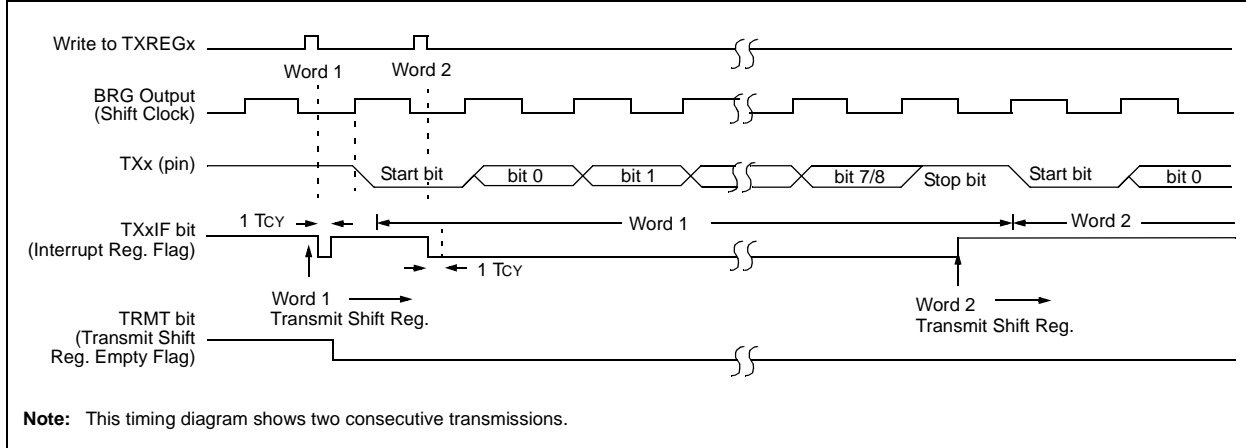 Write to TXREGx
Word 1
Word 2
BRG Output
(Shift Clock)
TXx (pin)
Start bit
bit 0
bit 1
bit 7/8
Stop bit
Start bit
bit 0
1 TCY
Word 1
Word 2
TXxIF bit
(Interrupt Reg. Flag)
1 TCY
Word 1
Transmit Shift Reg.
Word 2
Transmit Shift Reg.
TRMT bit
(Transmit Shift
Reg. Empty Flag)
Note: This timing diagram shows two consecutive transmissions.